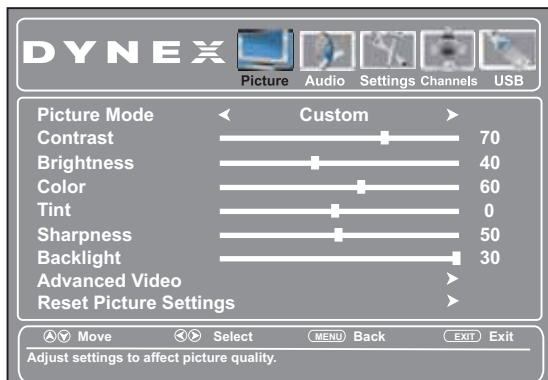 DYNEX
Picture Audio Settings Channels USB
Picture Mode Custom
Contrast 70
Brightness 40
Color 60
Tint 0
Sharpness 50
Backlight 30
Advanced Video
Reset Picture Settings
Move Select MENU Back EXIT Exit
Adjust settings to affect picture quality.